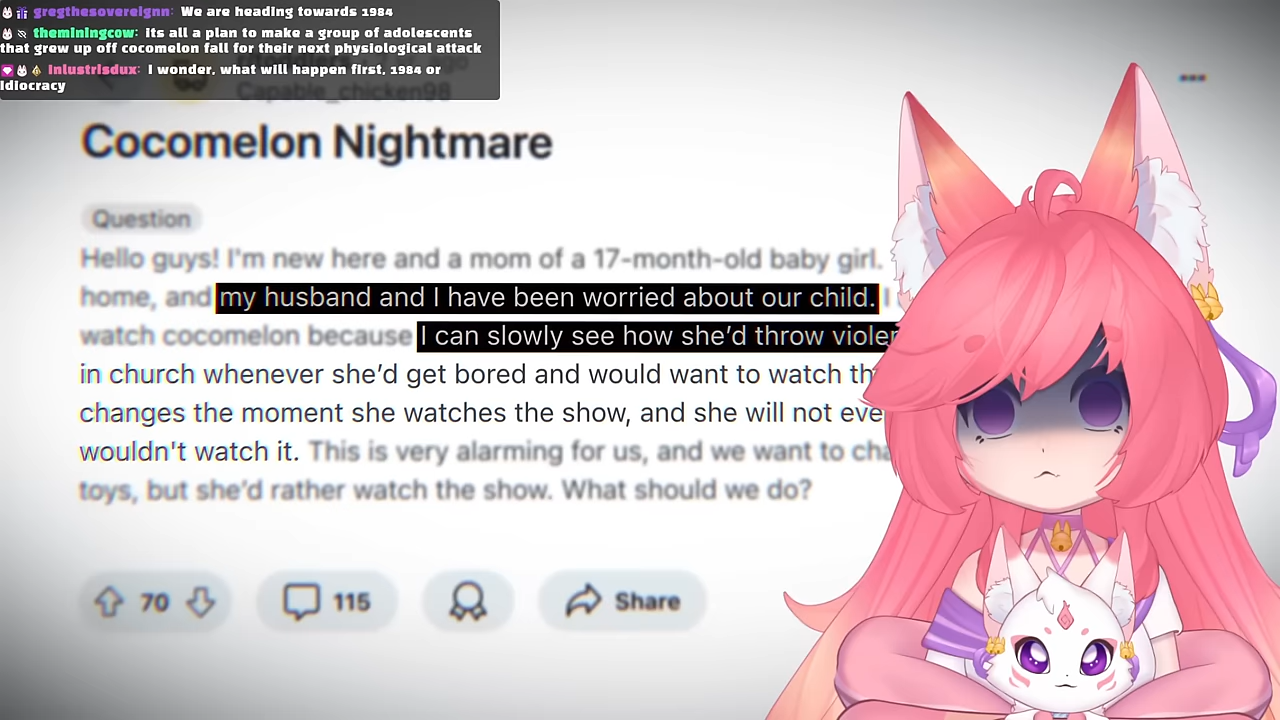 gregthesovereignn: We are heading towards 1984
theminingcow: its all a plan to make a group of adolescents
that grew up off cocomelon fall for their next physiological attack
Inlustrisdux: I wonder, what will happen first, 1984 or
Idiocracy
Capable_chicken98
Cocomelon Nightmare
Question
Hello guys! I'm new here and a mom of a 17-month-old baby girl.
home, and my husband and I have been worried about our child. I
watch cocomelon because I can slowly see how she'd throw violen
in church whenever she'd get bored and would want to watch th
changes the moment she watches the show, and she will not eve
wouldn't watch it. This is very alarming for us, and we want to cha
toys, but she'd rather watch the show. What should we do?
70 115 Share